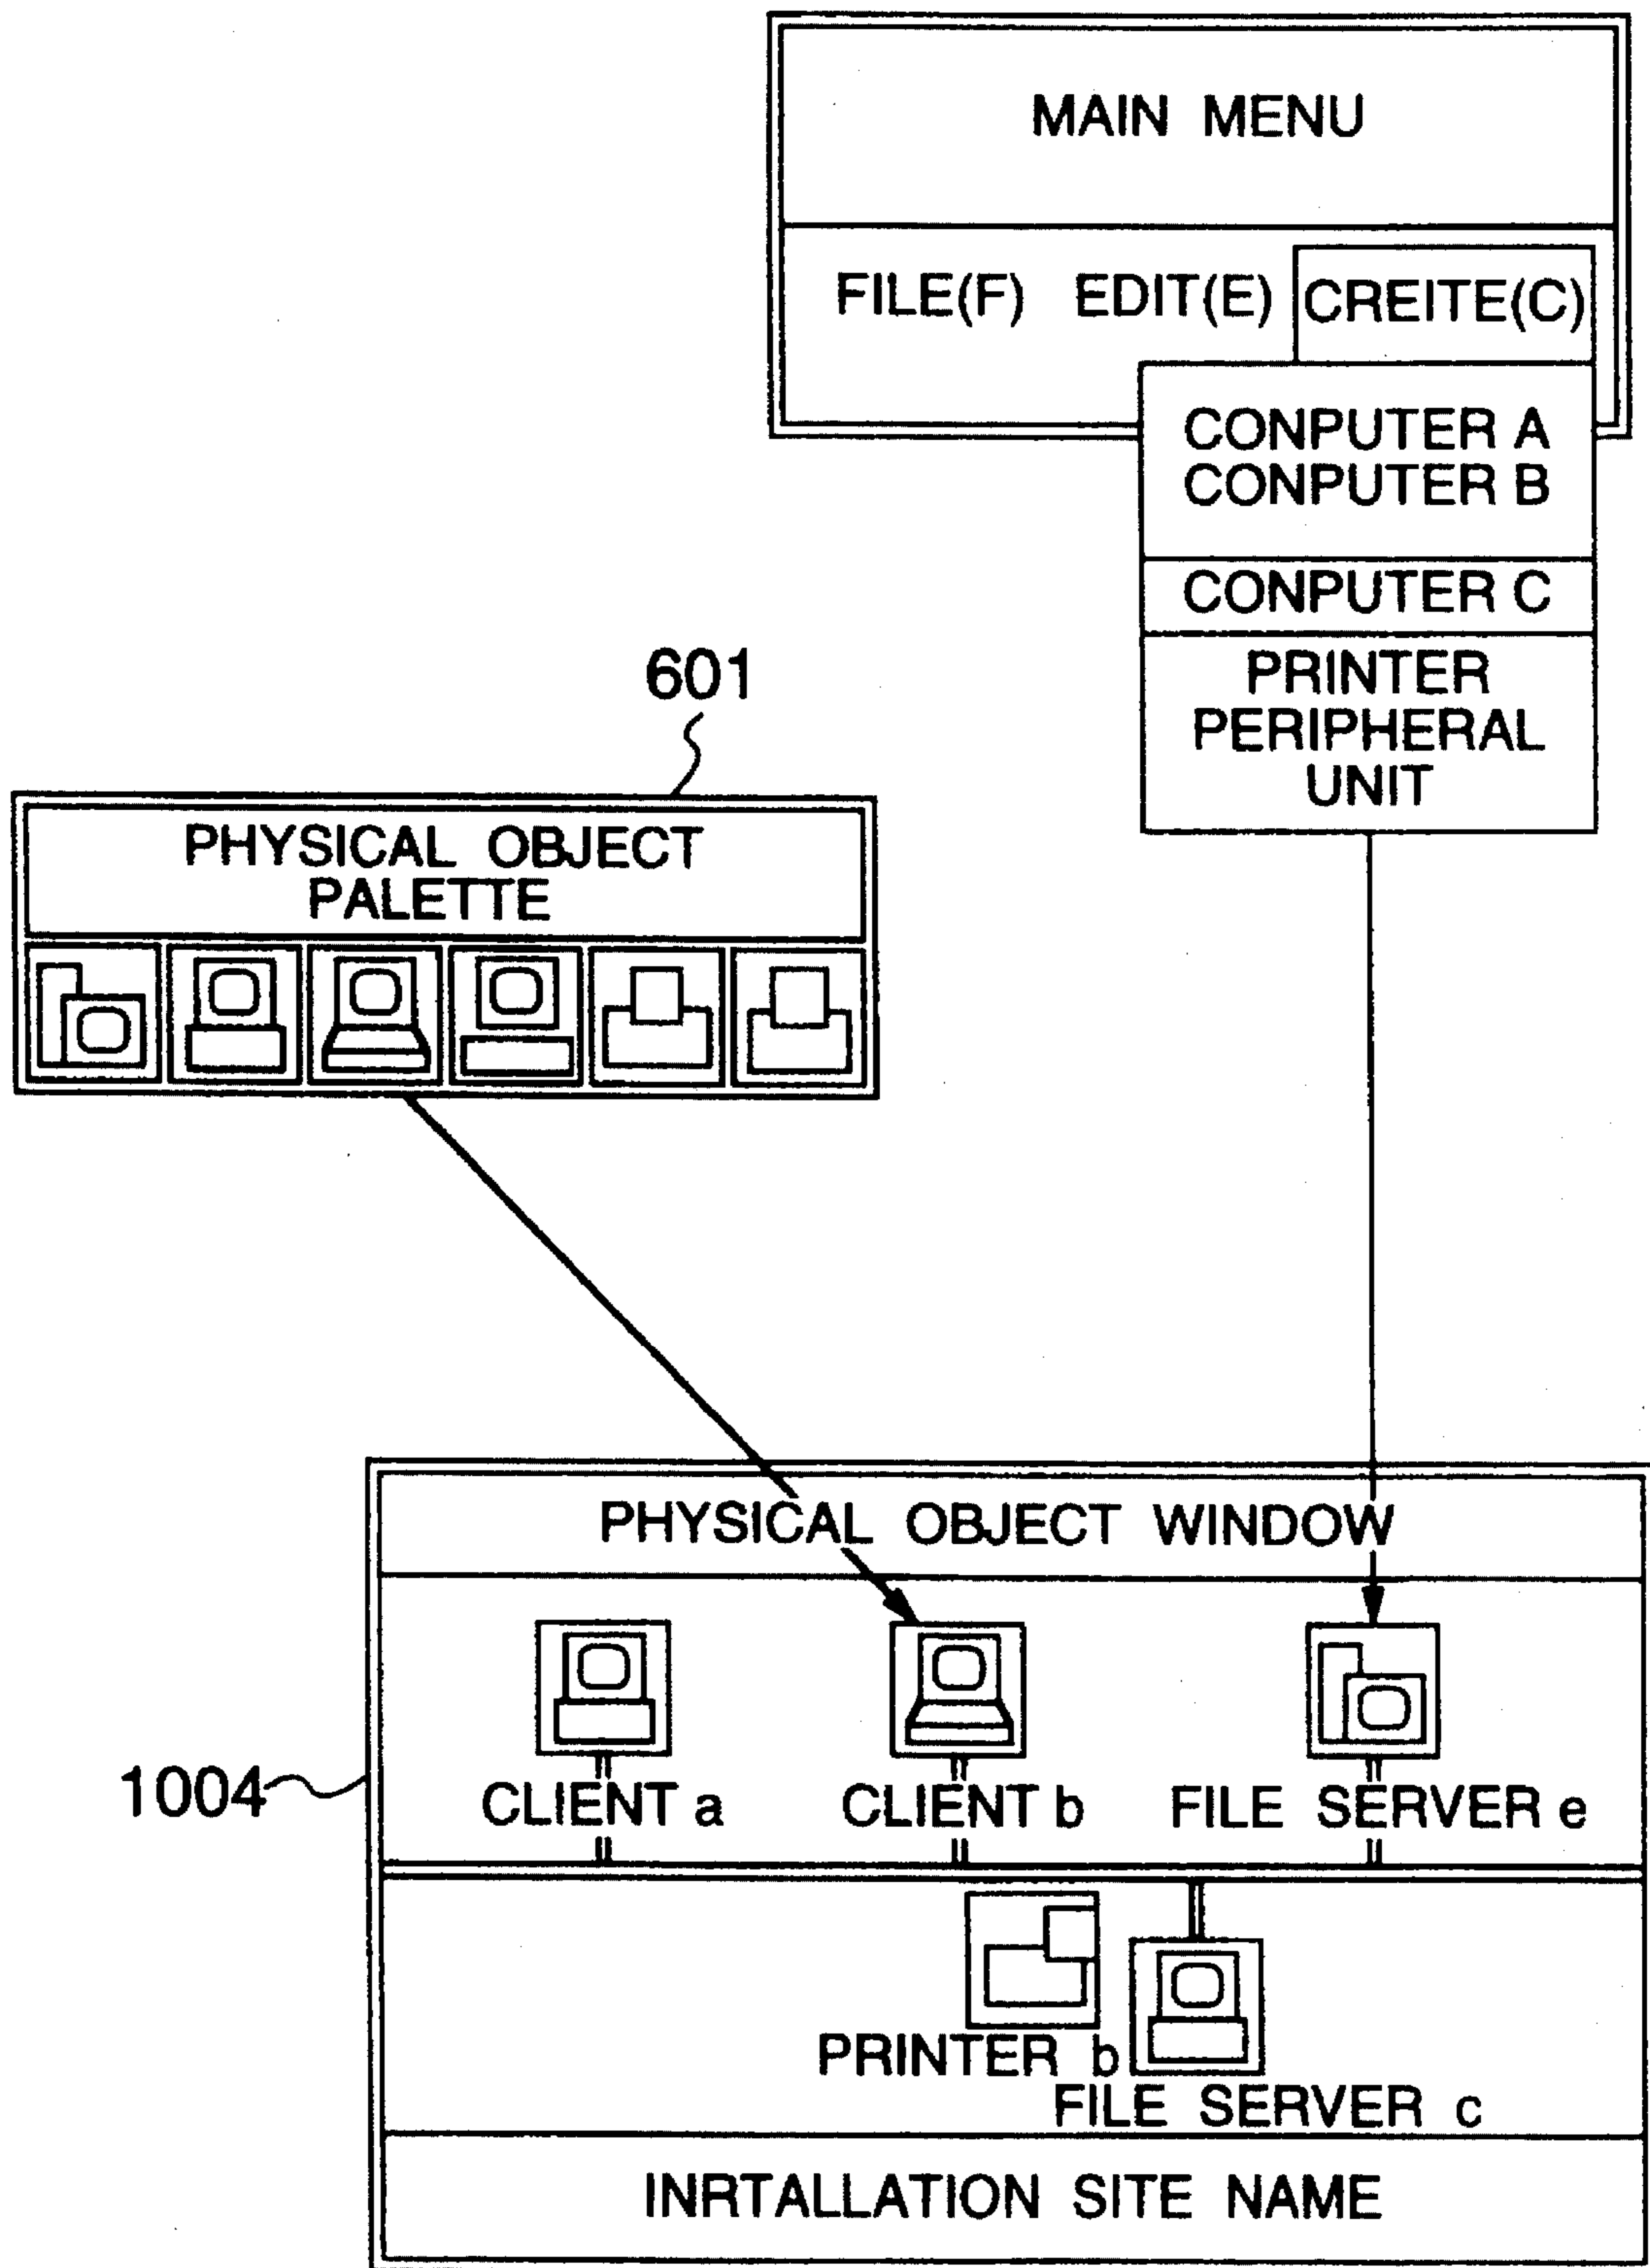 MAIN MENU
FILE(F) EDIT(E) CREITE(C)
CONPUTER A
CONPUTER B
CONPUTER C
PRINTER
PERIPHERAL
UNIT
601
PHYSICAL OBJECT
PALETTE
PHYSICAL OBJECT WINDOW
1004
CLIENT a CLIENT b FILE SERVER e
PRINTER b
FILE SERVER c
INRTALLATION SITE NAME